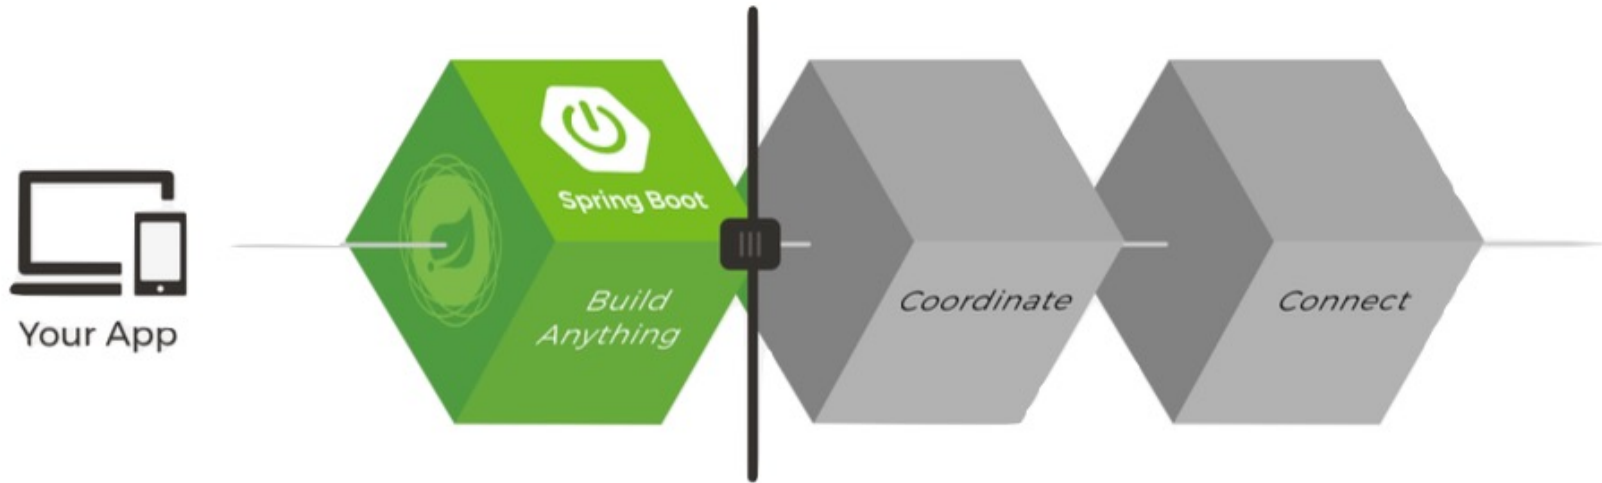 Your App
Spring Boot
Build
Anything
Coordinate
Connect